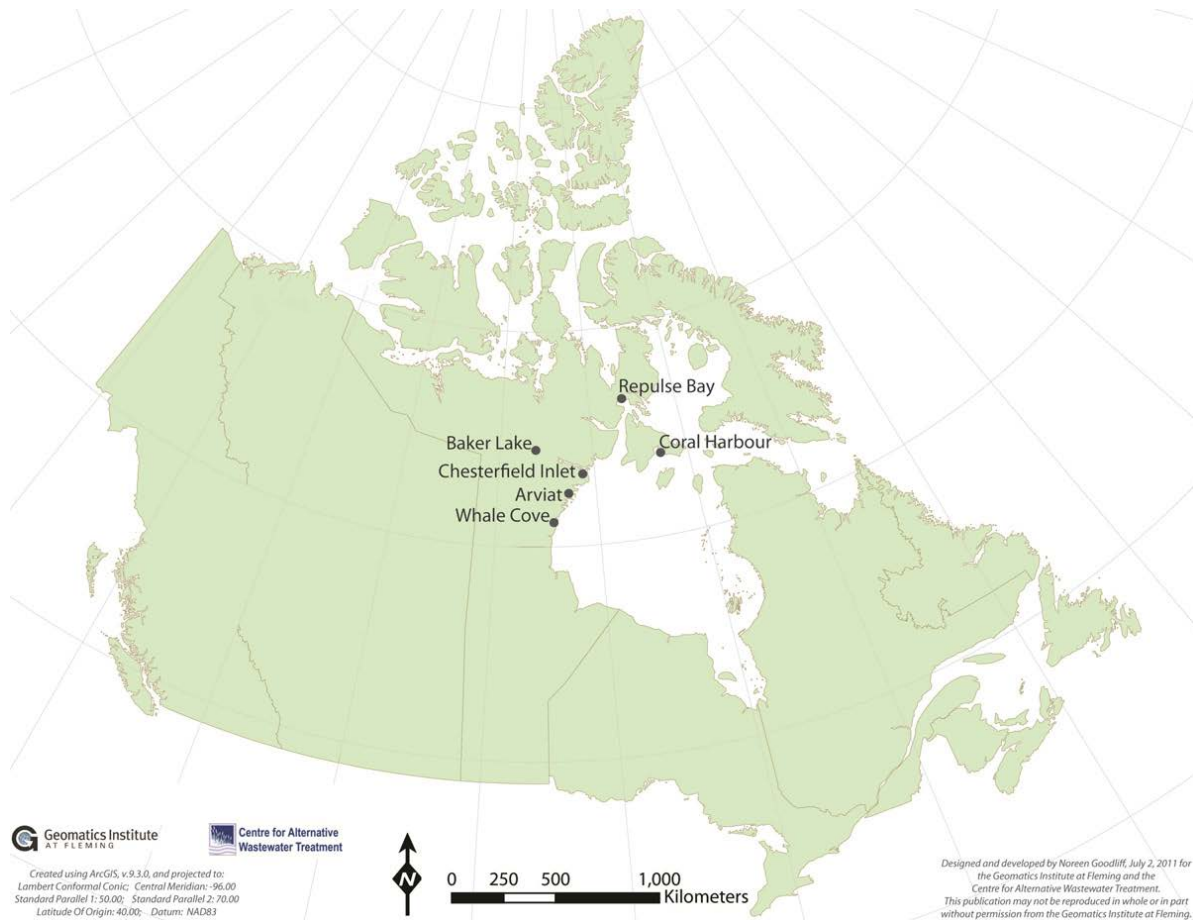 Repulse Bay
Baker Lake
Coral Harbour
Chesterfield Inlet
Arviat
Whale Cove
G Geomatics Institute
AT FLEMING
Centre for Alternative
Wastewater Treatment
Created using ArcGIS, v.9.3.0, and projected to:
Lambert Conformal Conic; Central Meridian: -96.00
Standard Parallel 1: 50.00; Standard Parallel 2: 70.00
Latitude Of Origin: 40.00; Datum: NAD83
N
0 250 500 1,000
Kilometers
Designed and developed by Noreen Goodliff, July 2, 2011 for
the Geomatics Institute at Fleming and the
Centre for Alternative Wastewater Treatment.
This publication may not be reproduced in whole or in part
without permission from the Geomatics Institute at Fleming.